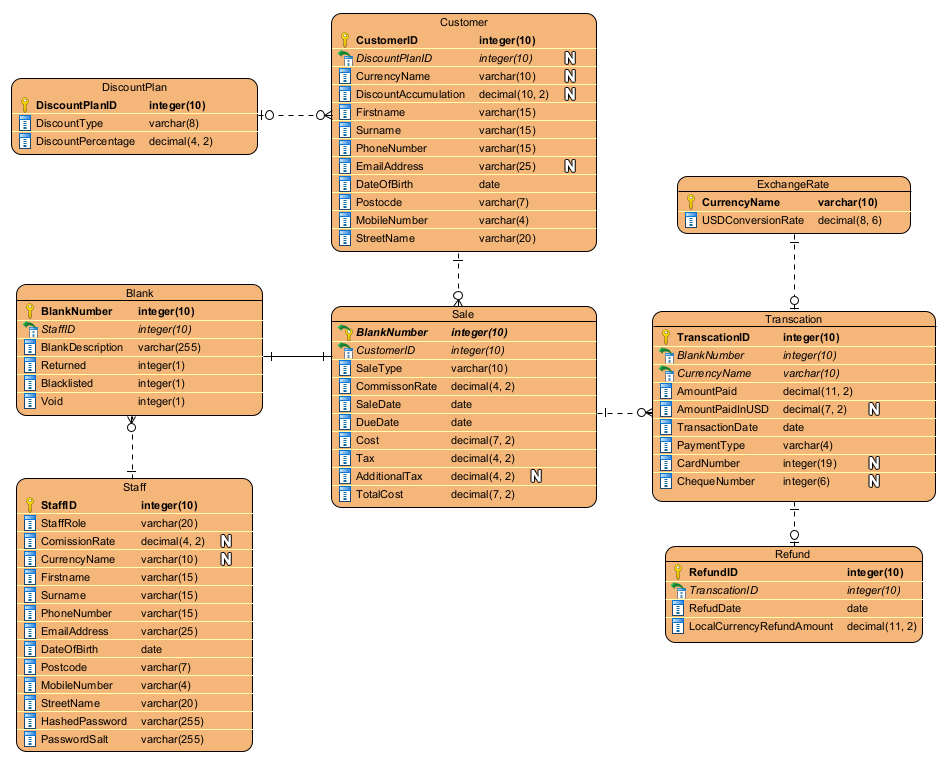 Customer
CustomerID integer(10)
DiscountPlanID integer(10) N
CurrencyName varchar(10) N
DiscountAccumulation decimal(10, 2) N
Firstname varchar(15)
Surname varchar(15)
PhoneNumber varchar(15)
EmailAddress varchar(25) N
DateOfBirth date
Postocde varchar(7)
MobileNumber varchar(4)
StreetName varchar(20)
DiscountPlan
DiscountPlanID integer(10)
DiscountType varchar(8)
DiscountPercentage decimal(4, 2)
ExchangeRate
CurrencyName varchar(10)
USDConversionRate decimal(8, 6)
Blank
BlankNumber integer(10)
StaffID integer(10)
BlankDescription varchar(255)
Returned integer(1)
Blacklisted integer(1)
Void integer(1)
Sale
BlankNumber integer(10)
CustomerID integer(10)
SaleType varchar(10)
CommissonRate decimal(4, 2)
SaleDate date
DueDate date
Cost decimal(7, 2)
Tax decimal(4, 2)
AdditionalTax decimal(4, 2) N
TotalCost decimal(7, 2)
Transcation
TranscationID integer(10)
BlankNumber integer(10)
CurrencyName varchar(10)
AmountPaid decimal(11, 2)
AmountPaidInUSD decimal(7, 2) N
TransactionDate date
PaymentType varchar(4)
CardNumber integer(19) N
ChequeNumber integer(6) N
Staff
StaffID integer(10)
StaffRole varchar(20)
ComissionRate decimal(4, 2) N
CurrencyName varchar(10) N
Firstname varchar(15)
Surname varchar(15)
PhoneNumber varchar(15)
EmailAddress varchar(25)
DateOfBirth date
Postcode varchar(7)
MobileNumber varchar(4)
StreetName varchar(20)
HashedPassword varchar(255)
PasswordSalt varchar(255)
Refund
RefundID integer(10)
TranscationID integer(10)
RefudDate date
LocalCurrencyRefundAmount decimal(11, 2)